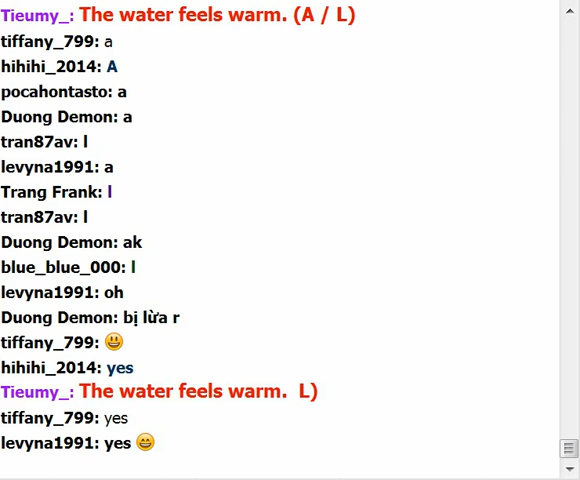 Tieumy_: The water feels warm. (A / L)
tiffany_799: a
hihihi_2014: A
pocahontasto: a
Duong Demon: a
tran87av: l
levyna1991: a
Trang Frank: l
tran87av: l
Duong Demon: ak
blue_blue_000: l
levyna1991: oh
Duong Demon: bị lừa r
tiffany_799: 😃
hihihi_2014: yes
Tieumy_: The water feels warm.  L)
tiffany_799: yes
levyna1991: yes 😄